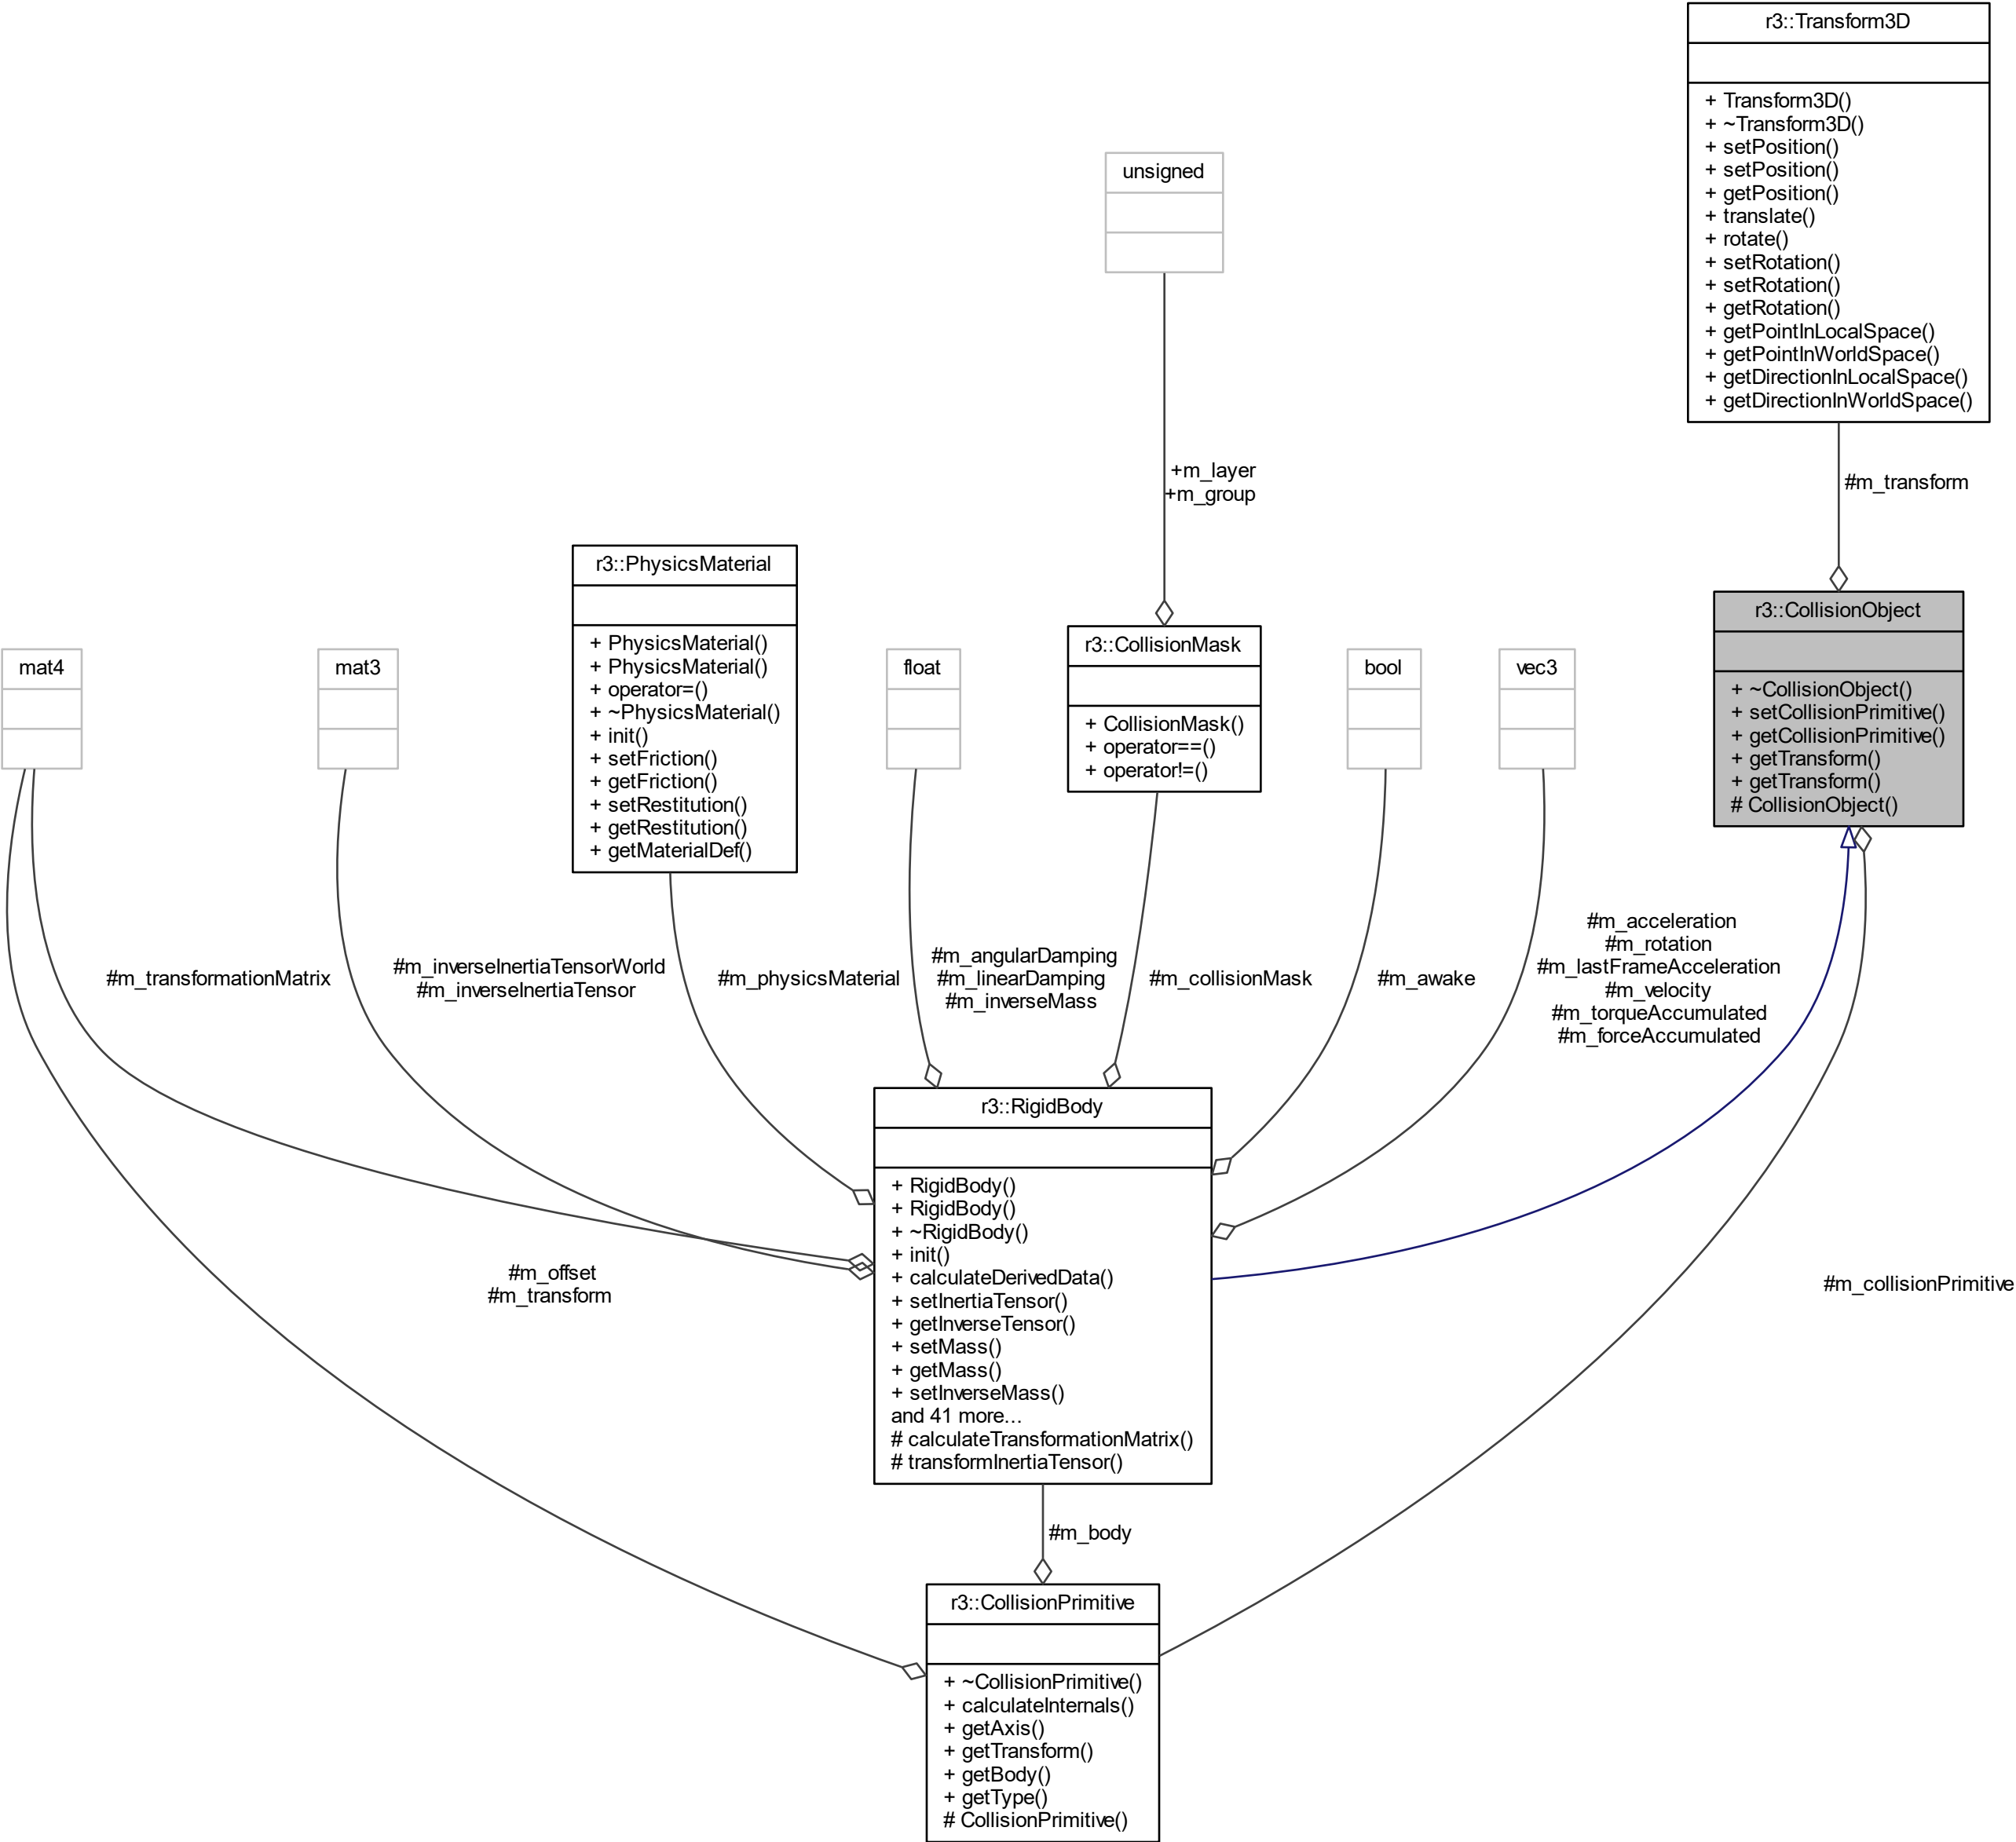 r3::Transform3D
+ Transform3D()
+ ~Transform3D()
+ setPosition()
+ setPosition()
+ getPosition()
+ translate()
+ rotate()
+ setRotation()
+ setRotation()
+ getRotation()
+ getPointInLocalSpace()
+ getPointInWorldSpace()
+ getDirectionInLocalSpace()
+ getDirectionInWorldSpace()
unsigned
+m_layer
+m_group
#m_transform
r3::PhysicsMaterial
+ PhysicsMaterial()
+ PhysicsMaterial()
+ operator=()
+ ~PhysicsMaterial()
+ init()
+ setFriction()
+ getFriction()
+ setRestitution()
+ getRestitution()
+ getMaterialDef()
r3::CollisionObject
+ ~CollisionObject()
+ setCollisionPrimitive()
+ getCollisionPrimitive()
+ getTransform()
+ getTransform()
# CollisionObject()
r3::CollisionMask
+ CollisionMask()
+ operator==()
+ operator!=()
mat4
mat3
float
bool
vec3
#m_transformationMatrix
#m_inverseInertiaTensorWorld
#m_inverseInertiaTensor
#m_physicsMaterial
#m_angularDamping
#m_linearDamping
#m_inverseMass
#m_collisionMask
#m_awake
#m_acceleration
#m_rotation
#m_lastFrameAcceleration
#m_velocity
#m_torqueAccumulated
#m_forceAccumulated
r3::RigidBody
+ RigidBody()
+ RigidBody()
+ ~RigidBody()
+ init()
+ calculateDerivedData()
+ setInertiaTensor()
+ getInverseTensor()
+ setMass()
+ getMass()
+ setInverseMass()
and 41 more...
# calculateTransformationMatrix()
# transformInertiaTensor()
#m_offset
#m_transform
#m_collisionPrimitive
#m_body
r3::CollisionPrimitive
+ ~CollisionPrimitive()
+ calculateInternals()
+ getAxis()
+ getTransform()
+ getBody()
+ getType()
# CollisionPrimitive()